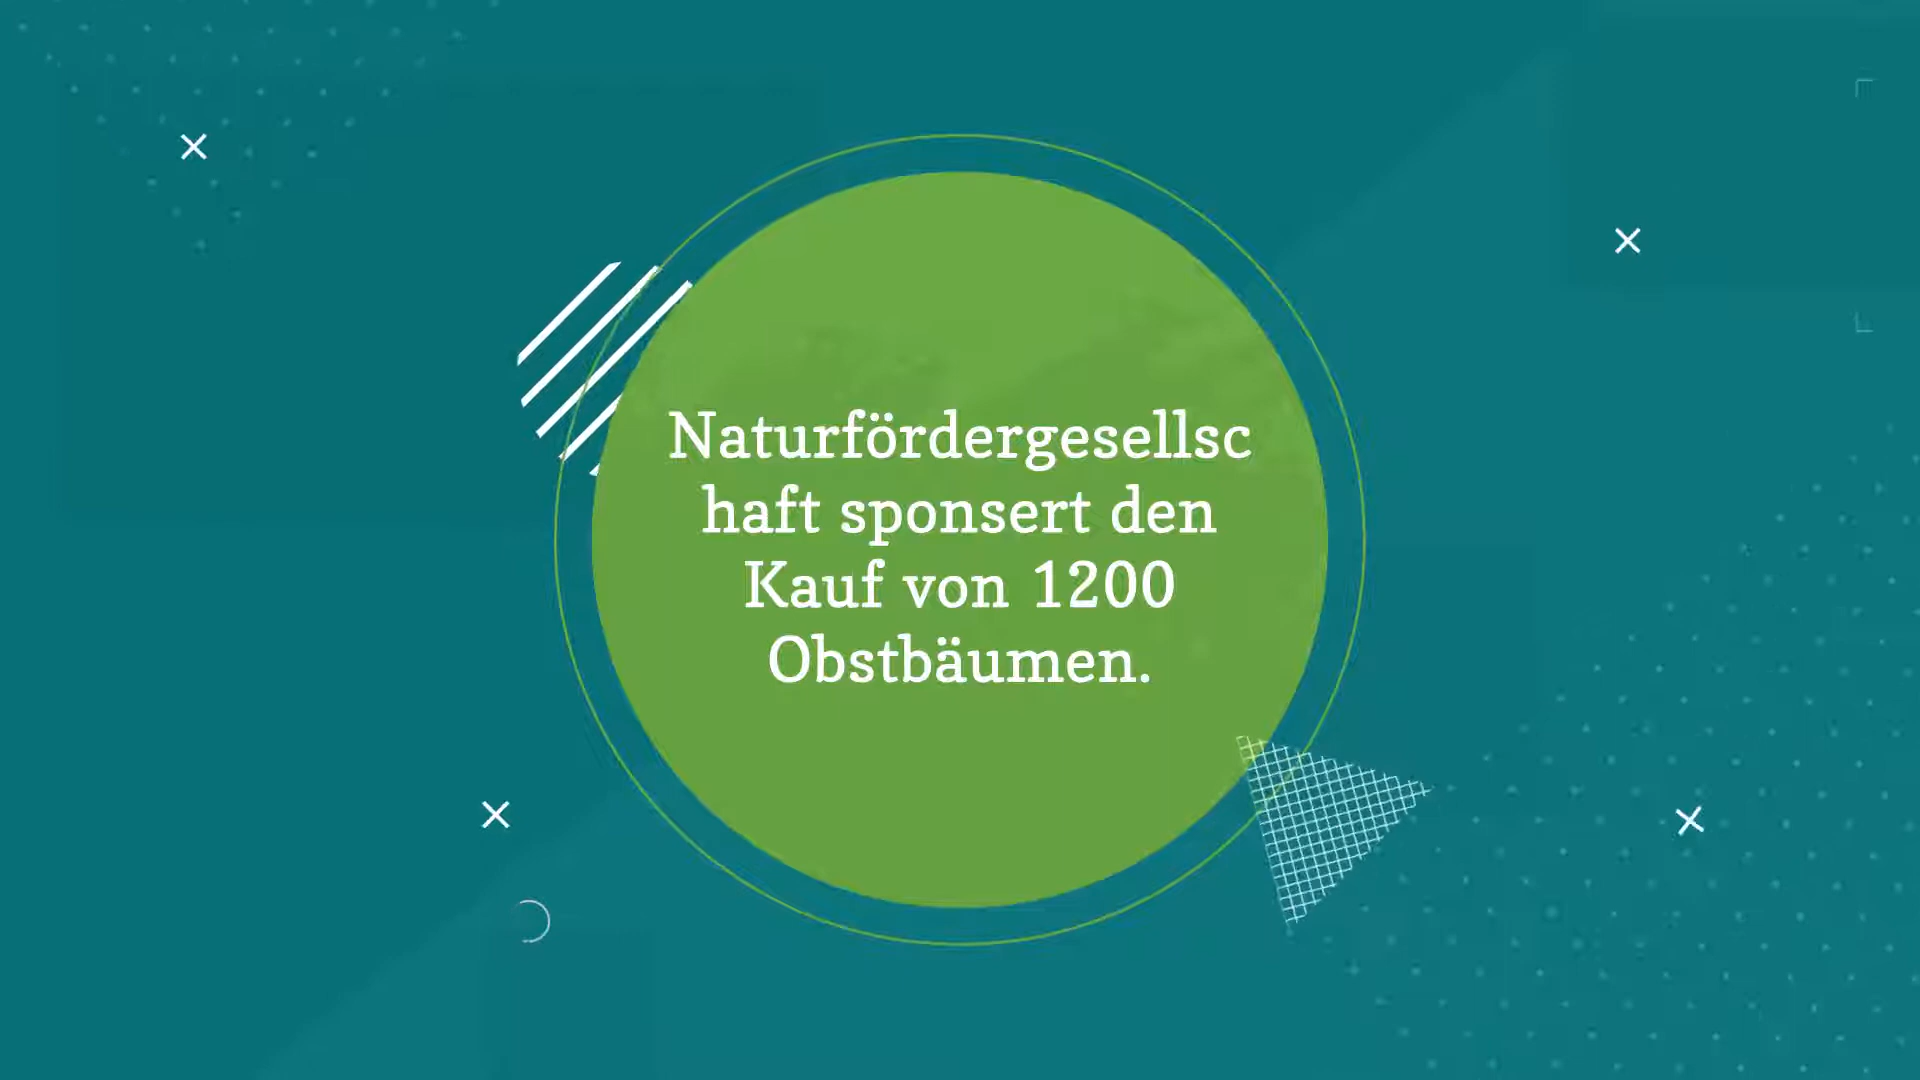 Naturfördergesellsc
haft sponsert den
Kauf von 1200
Obstbäumen.